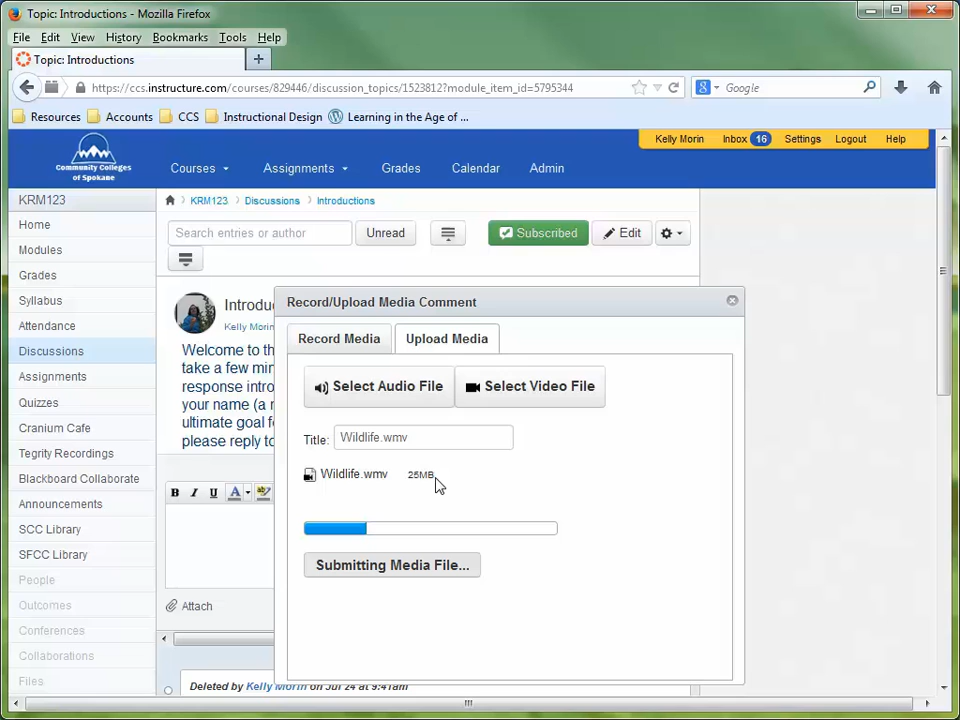 Topic: Introductions - Mozilla Firefox
File Edit View History Bookmarks Tools Help
Topic: Introductions
https://ccs.instructure.com/courses/829446/discussion_topics/1523812?module_item_id=5795344
Google
Resources Accounts CCS Instructional Design Learning in the Age of ...
Kelly Morin Inbox 16 Settings Logout Help
Community Colleges
of Spokane
Courses Assignments Grades Calendar Admin
KRM123
KRM123 Discussions Introductions
Home
Modules
Grades
Syllabus
Attendance
Discussions
Assignments
Quizzes
Cranium Cafe
Tegrity Recordings
Blackboard Collaborate
Announcements
SCC Library
SFCC Library
People
Outcomes
Conferences
Collaborations
Files
Search entries or author Unread Subscribed Edit
Introdu
Kelly Morin
Welcome to th
take a few min
response intro
your name (a n
ultimate goal fo
please reply to
B I U A
Attach
Deleted by Kelly Morin on Jul 24 at 9:41am
Record/Upload Media Comment
Record Media Upload Media
Select Audio File Select Video File
Title: Wildlife.wmv
Wildlife.wmv 25MB
Submitting Media File...